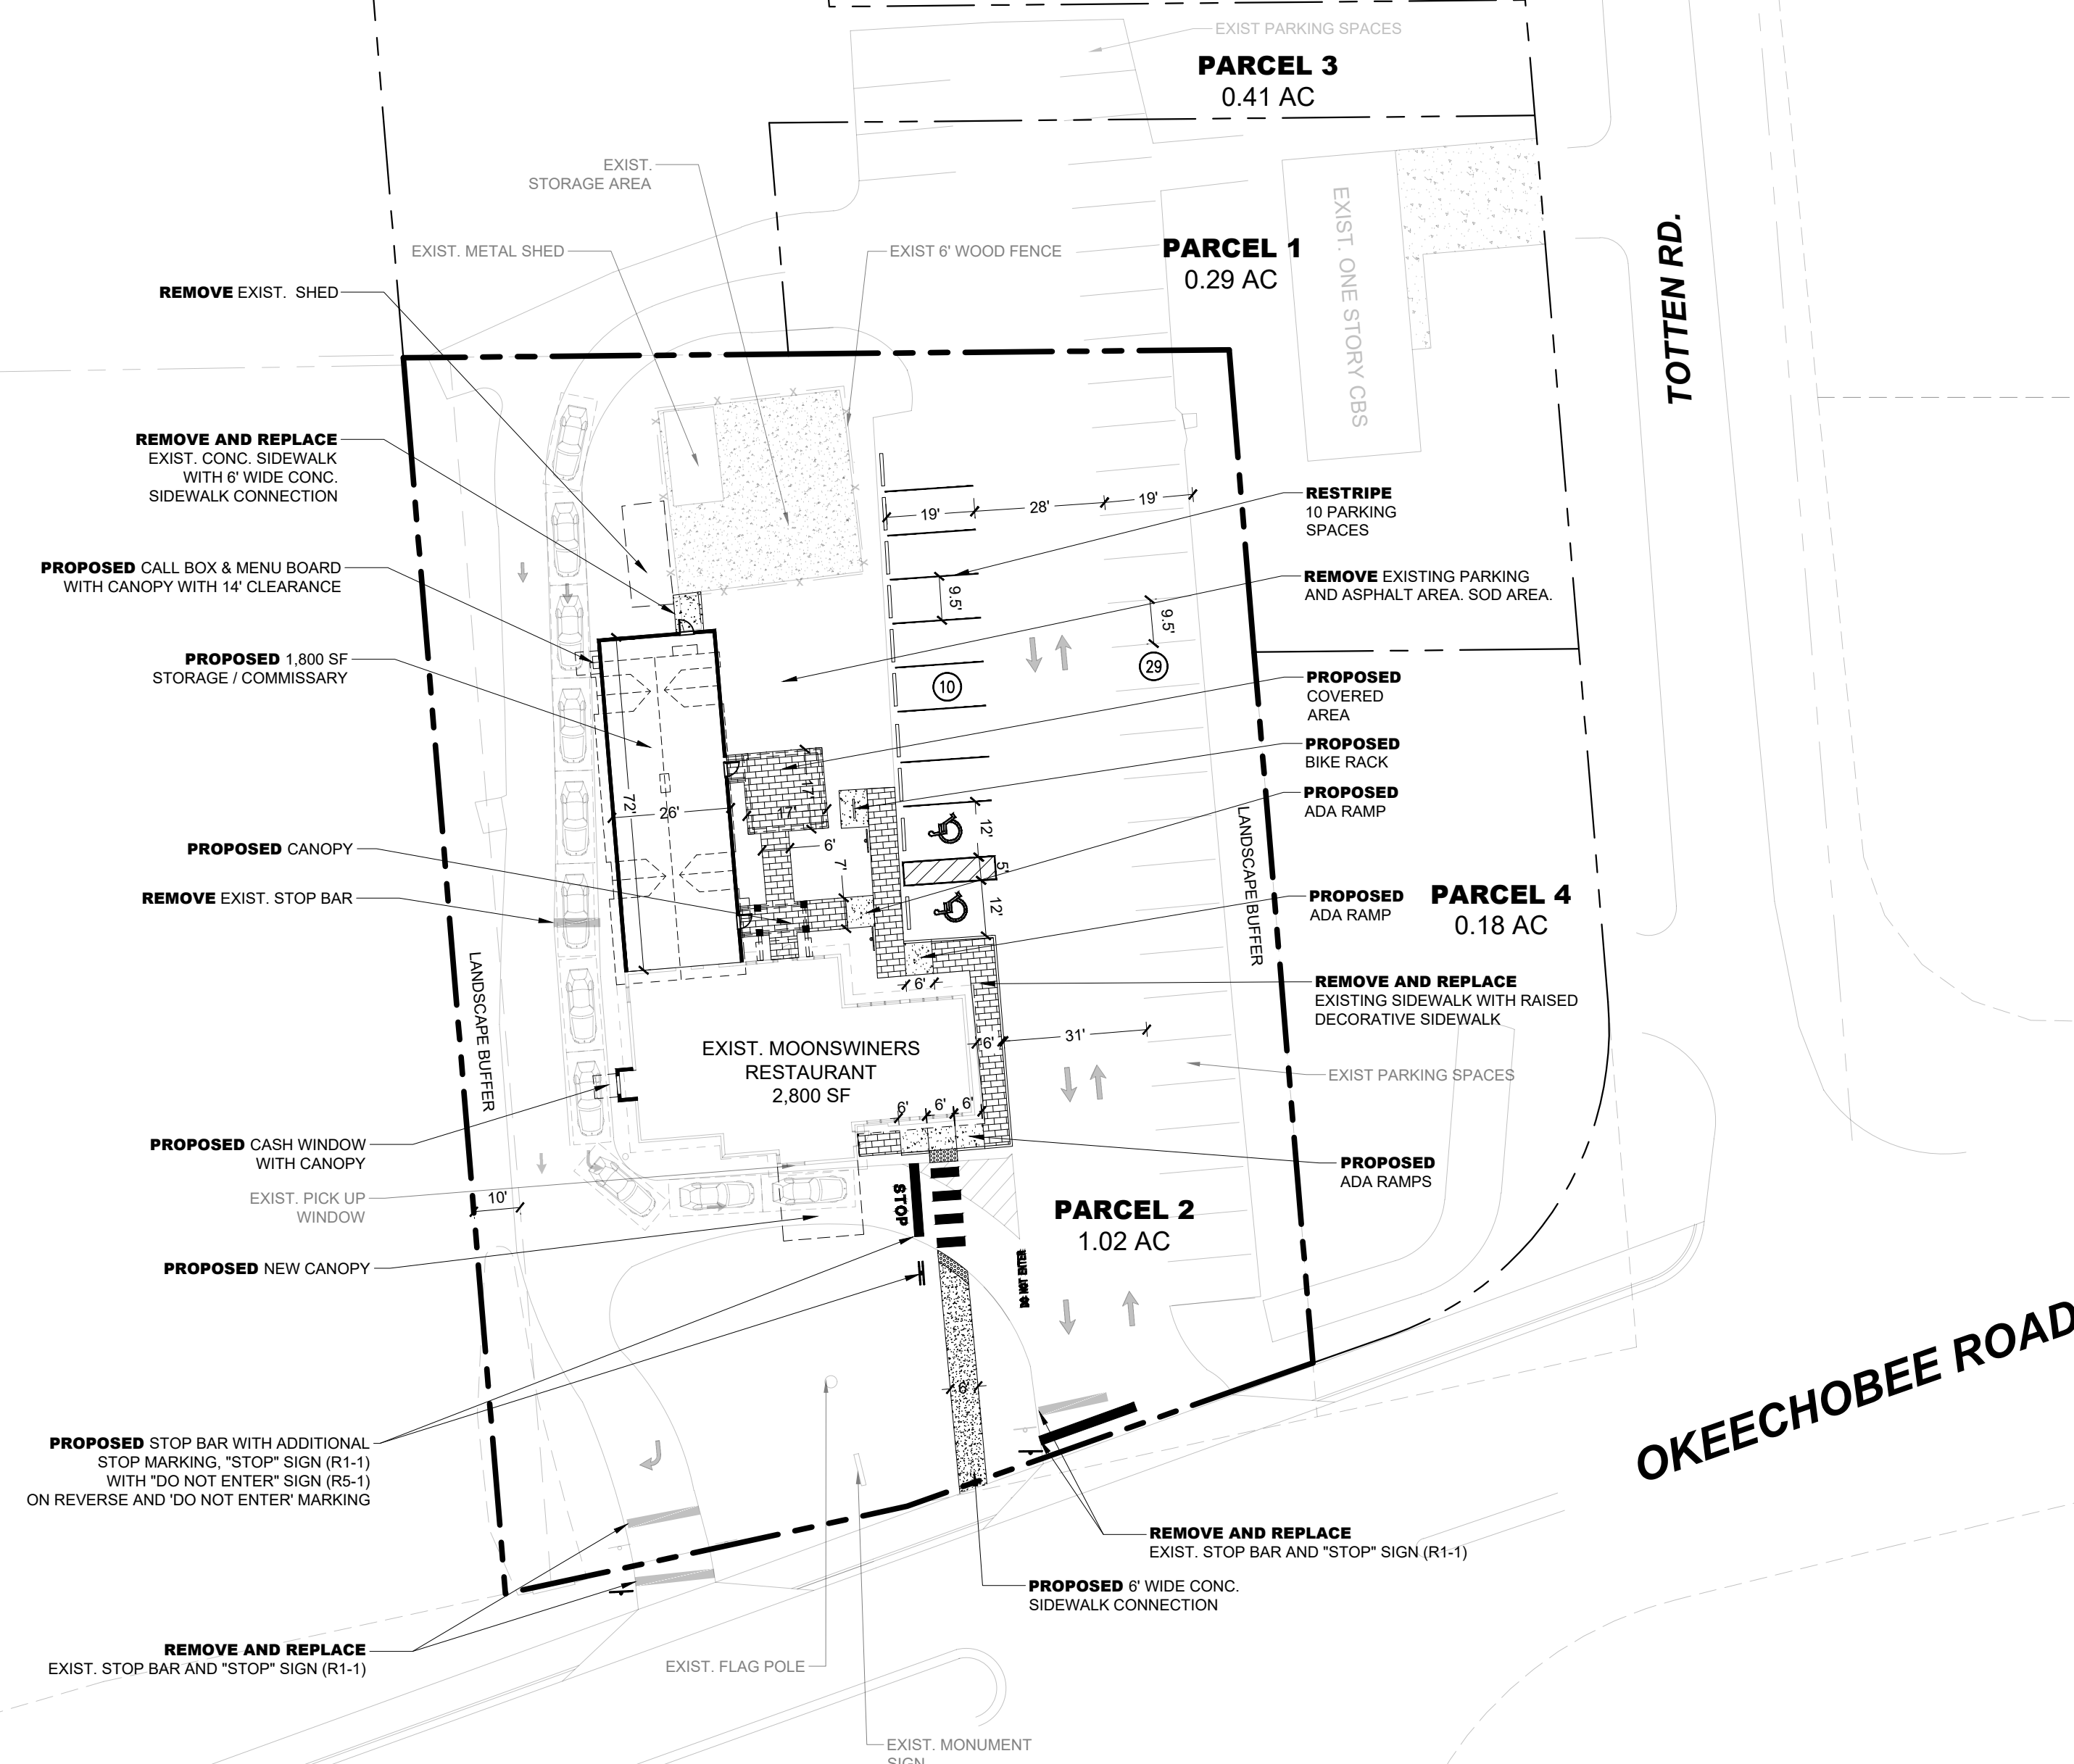 EXIST PARKING SPACES
PARCEL 3
0.41 AC
EXIST.
STORAGE AREA
EXIST. METAL SHED
EXIST 6' WOOD FENCE
PARCEL 1
0.29 AC
EXIST. ONE STORY CBS
TOTTEN RD.
REMOVE EXIST. SHED
REMOVE AND REPLACE
EXIST. CONC. SIDEWALK
WITH 6' WIDE CONC.
SIDEWALK CONNECTION
PROPOSED CALL BOX & MENU BOARD
WITH CANOPY WITH 14' CLEARANCE
PROPOSED 1,800 SF
STORAGE / COMMISSARY
PROPOSED CANOPY
REMOVE EXIST. STOP BAR
LANDSCAPE BUFFER
PROPOSED CASH WINDOW
WITH CANOPY
EXIST. PICK UP
WINDOW
10'
PROPOSED NEW CANOPY
PROPOSED STOP BAR WITH ADDITIONAL
STOP MARKING, "STOP" SIGN (R1-1)
WITH "DO NOT ENTER" SIGN (R5-1)
ON REVERSE AND 'DO NOT ENTER' MARKING
REMOVE AND REPLACE
EXIST. STOP BAR AND "STOP" SIGN (R1-1)
19'
28'
19'
9.5'
9.5'
10
29
72'
26'
17'
17'
6'
7'
12'
5'
12'
6'
6'
31'
6'
6'
6'
EXIST. MOONSWINERS
RESTAURANT
2,800 SF
STOP
DO NOT ENTER
6'
RESTRIPE
10 PARKING
SPACES
REMOVE EXISTING PARKING
AND ASPHALT AREA. SOD AREA.
PROPOSED
COVERED
AREA
PROPOSED
BIKE RACK
PROPOSED
ADA RAMP
LANDSCAPE BUFFER
PROPOSED
ADA RAMP
PARCEL 4
0.18 AC
REMOVE AND REPLACE
EXISTING SIDEWALK WITH RAISED
DECORATIVE SIDEWALK
EXIST PARKING SPACES
PROPOSED
ADA RAMPS
PARCEL 2
1.02 AC
OKEECHOBEE ROAD
REMOVE AND REPLACE
EXIST. STOP BAR AND "STOP" SIGN (R1-1)
PROPOSED 6' WIDE CONC.
SIDEWALK CONNECTION
EXIST. FLAG POLE
EXIST. MONUMENT
SIGN